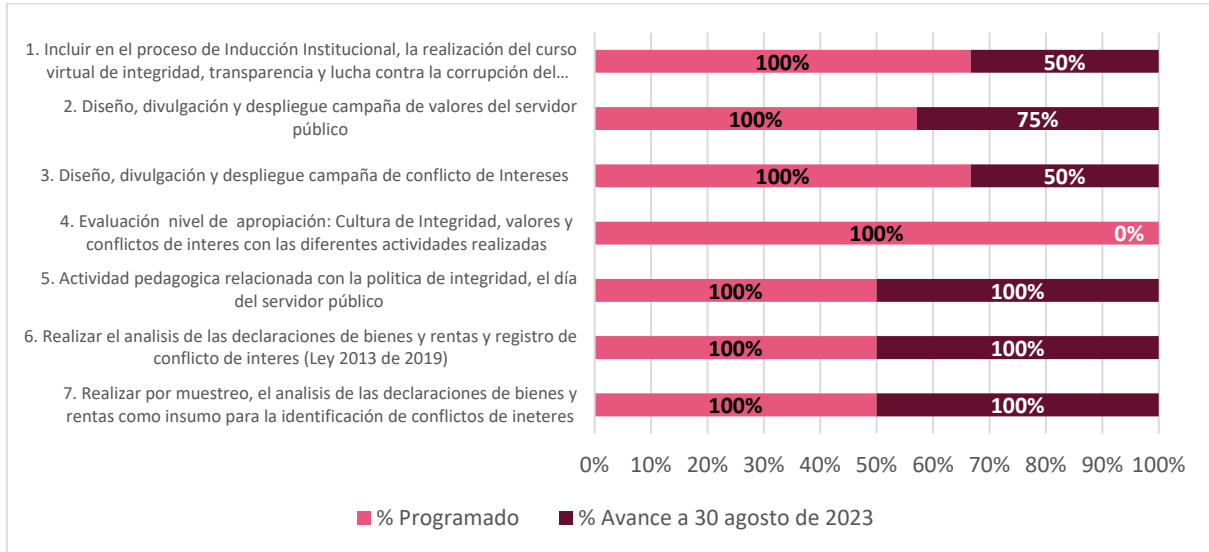 1. Incluir en el proceso de Inducción Institucional, la realización del curso
virtual de integridad, transparencia y lucha contra la corrupción del…
100% 50%
2. Diseño, divulgación y despliegue campaña de valores del servidor
público
100% 75%
3. Diseño, divulgación y despliegue campaña de conflicto de Intereses
100% 50%
4. Evaluación nivel de apropiación: Cultura de Integridad, valores y
conflictos de interes con las diferentes actividades realizadas
100% 0%
5. Actividad pedagogica relacionada con la politica de integridad, el día
del servidor público
100% 100%
6. Realizar el analisis de las declaraciones de bienes y rentas y registro de
conflicto de interes (Ley 2013 de 2019)
100% 100%
7. Realizar por muestreo, el analisis de las declaraciones de bienes y
rentas como insumo para la identificación de conflictos de ineteres
100% 100%
0% 10% 20% 30% 40% 50% 60% 70% 80% 90% 100%
% Programado % Avance a 30 agosto de 2023